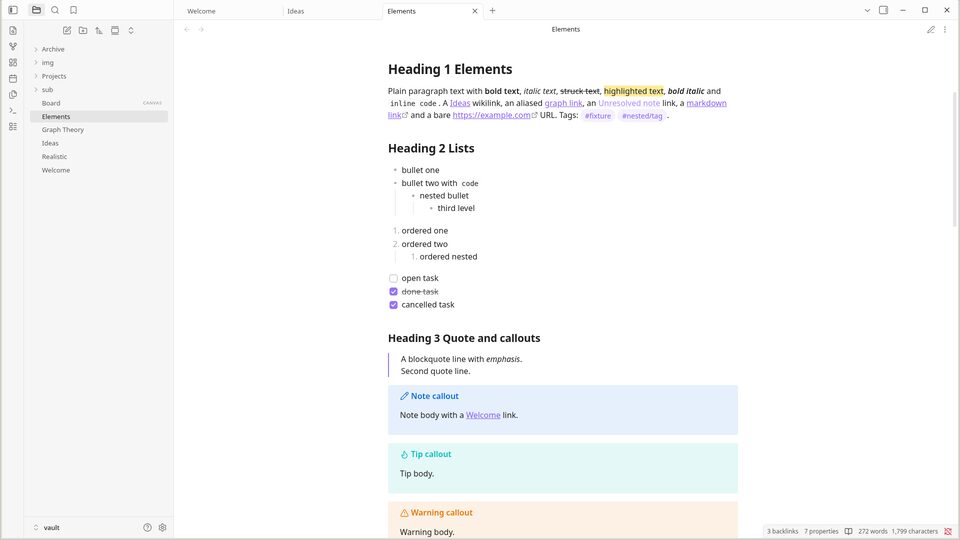 Welcome
Ideas
Elements
Elements
Archive
img
Projects
sub
Board CANVAS
Elements
Graph Theory
Ideas
Realistic
Welcome
vault
Heading 1 Elements
Plain paragraph text with bold text, italic text, struck text, highlighted text, bold italic and
inline code. A Ideas wikilink, an aliased graph link, an Unresolved note link, a markdown
link and a bare https://example.com URL. Tags: #fixture #nested/tag .
Heading 2 Lists
• bullet one
• bullet two with code
• nested bullet
• third level
1. ordered one
2. ordered two
1. ordered nested
open task
done task
cancelled task
Heading 3 Quote and callouts
A blockquote line with emphasis.
Second quote line.
Note callout
Note body with a Welcome link.
Tip callout
Tip body.
Warning callout
Warning body.
3 backlinks 7 properties 272 words 1,799 characters